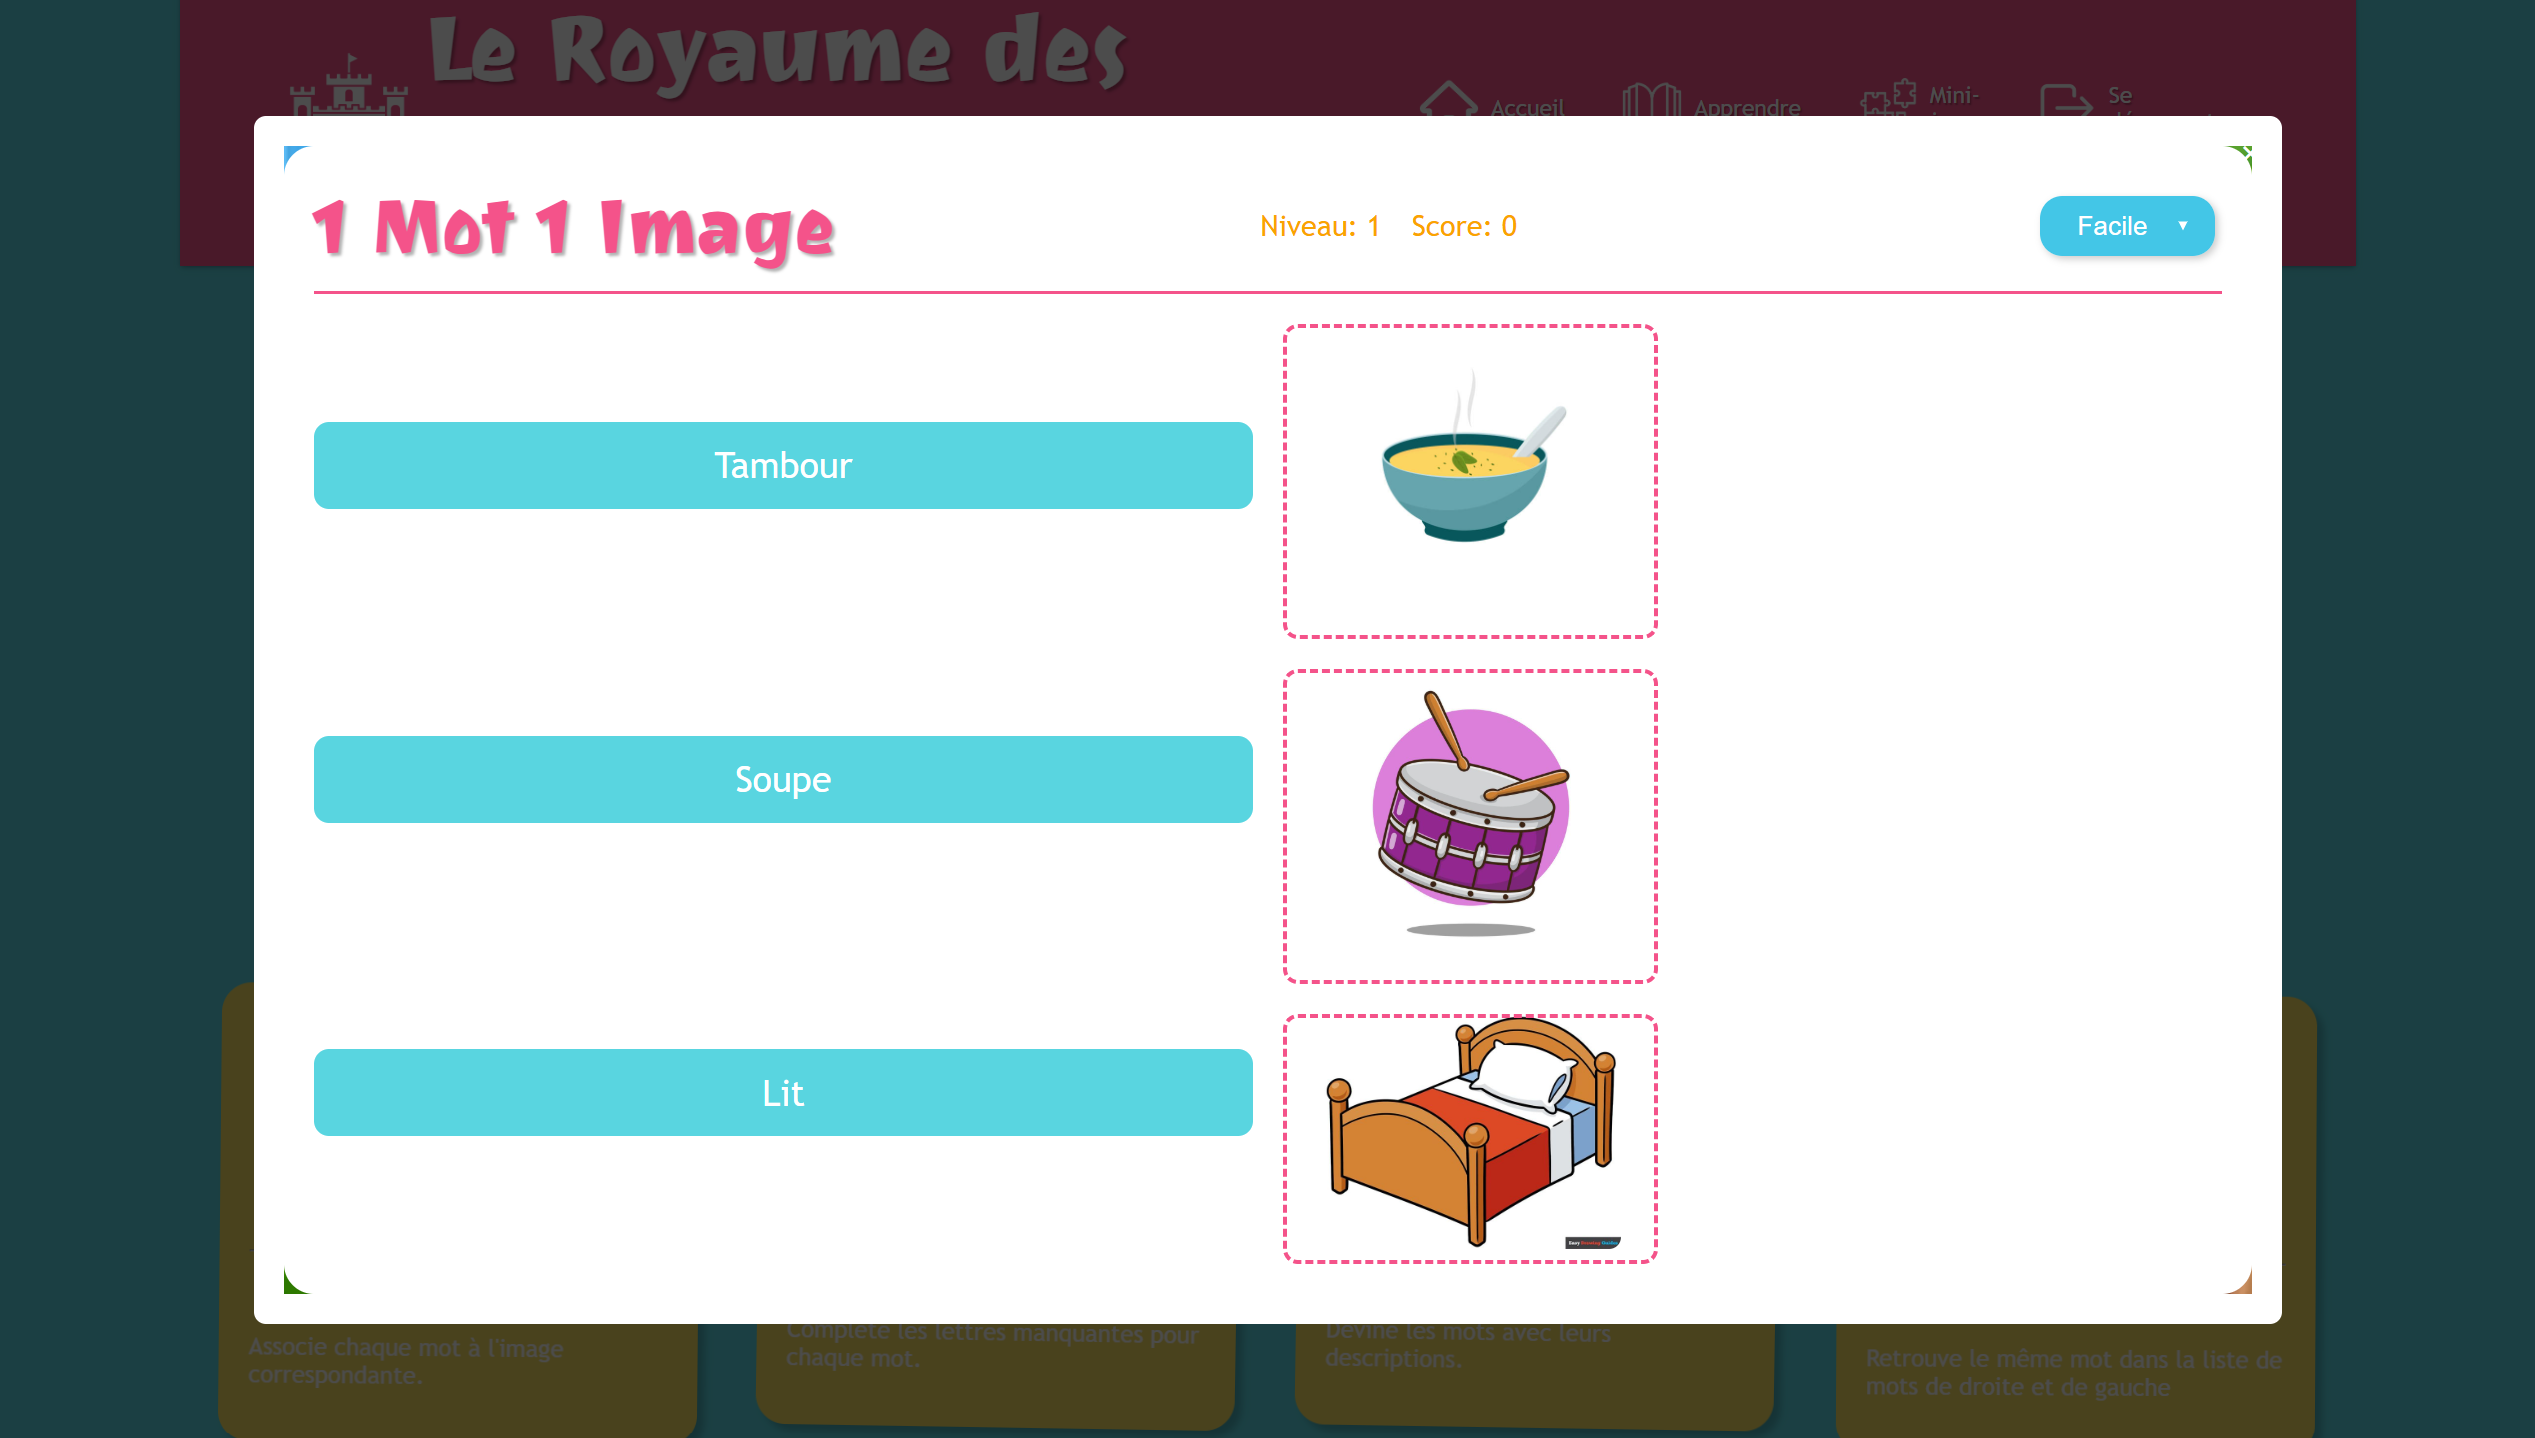 Le Royaume des
Accueil
Apprendre
Mini-
Se
1 Mot 1 Image
Niveau: 1 Score: 0
Facile
Tambour
Soupe
Lit
Associe chaque mot à l'image
correspondante.
Complète les lettres manquantes pour
chaque mot.
Devine les mots avec leurs
descriptions.
Retrouve le même mot dans la liste de
mots de droite et de gauche